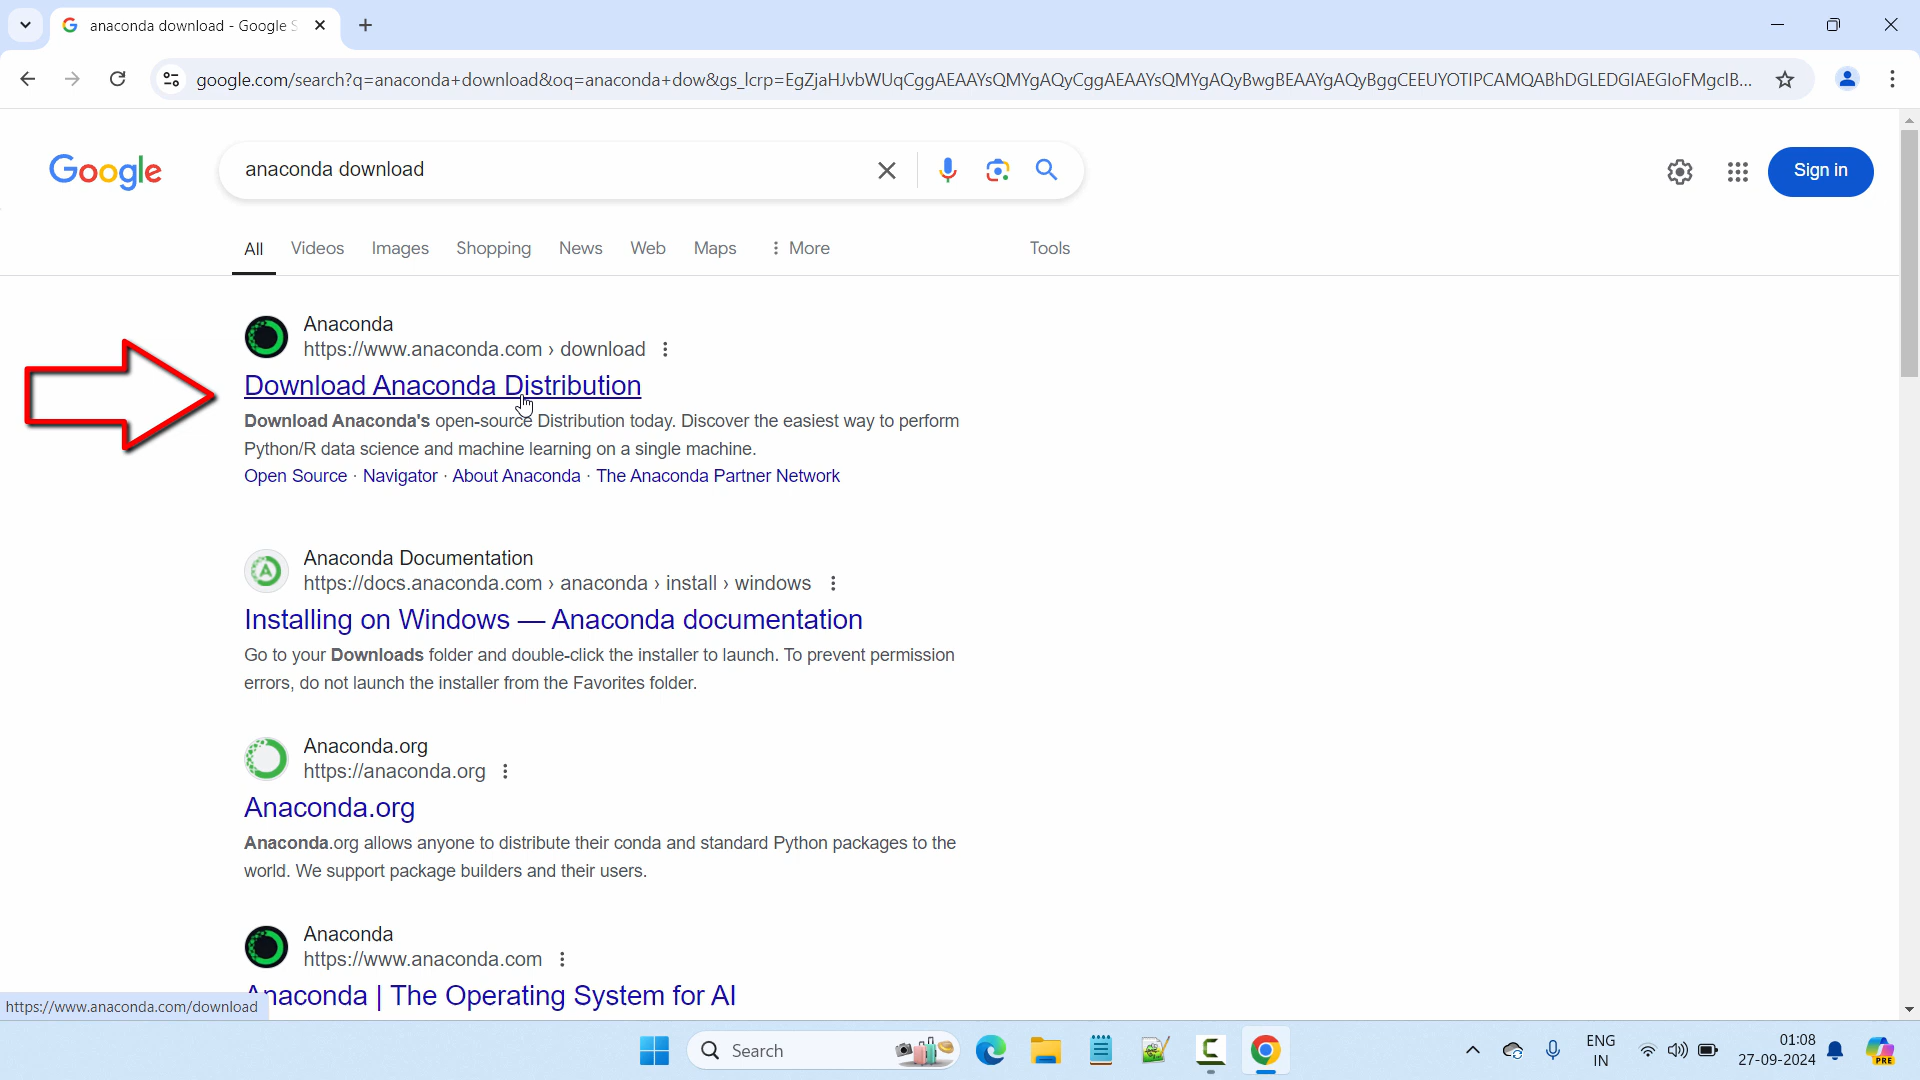 anaconda download - Google S
google.com/search?q=anaconda+download&oq=anaconda+dow&gs_lcrp=EgZjaHJvbWUqCggAEAAYsQMYgAQyCggAEAAYsQMYgAQyBwgBEAAYgAQyBggCEEUYOTIPCAMQABhDGLEDGIAEGIoFMgcIB...
Google
anaconda download
Sign in
All
Videos
Images
Shopping
News
Web
Maps
More
Tools
Anaconda
https://www.anaconda.com › download
Download Anaconda Distribution
Download Anaconda's open-source Distribution today. Discover the easiest way to perform
Python/R data science and machine learning on a single machine.
Open Source · Navigator · About Anaconda · The Anaconda Partner Network
Anaconda Documentation
https://docs.anaconda.com › anaconda › install › windows
Installing on Windows — Anaconda documentation
Go to your Downloads folder and double-click the installer to launch. To prevent permission
errors, do not launch the installer from the Favorites folder.
Anaconda.org
https://anaconda.org
Anaconda.org
Anaconda.org allows anyone to distribute their conda and standard Python packages to the
world. We support package builders and their users.
Anaconda
https://www.anaconda.com
Anaconda | The Operating System for AI
https://www.anaconda.com/download
Search
ENG
IN
01:08
27-09-2024
PRE